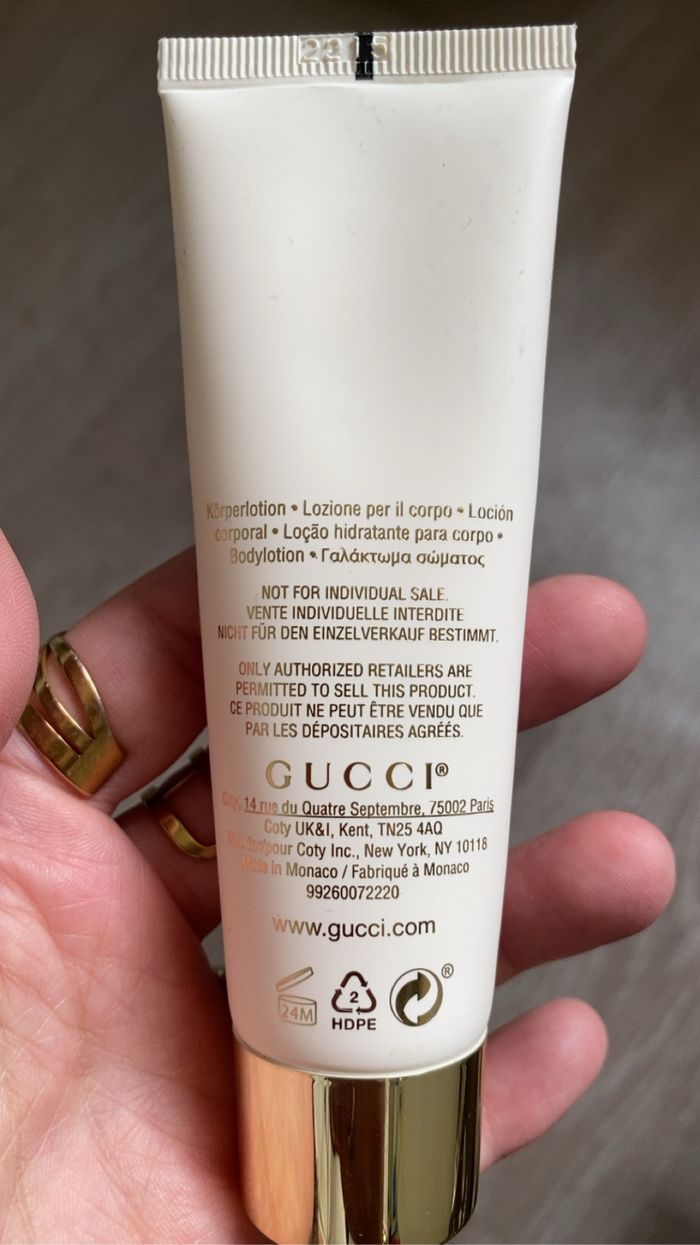 2215
Körperlotion • Lozione per il corpo • Loción
corporal • Loção hidratante para corpo •
Bodylotion • Γαλάκτωμα σώματος
NOT FOR INDIVIDUAL SALE.
VENTE INDIVIDUELLE INTERDITE
NICHT FÜR DEN EINZELVERKAUF BESTIMMT.
ONLY AUTHORIZED RETAILERS ARE
PERMITTED TO SELL THIS PRODUCT.
CE PRODUIT NE PEUT ÊTRE VENDU QUE
PAR LES DÉPOSITAIRES AGRÉÉS.
GUCCI®
Coty, 14 rue du Quatre Septembre, 75002 Paris
Coty UK&I, Kent, TN25 4AQ
Dist. by/pour Coty Inc., New York, NY 10118
Made in Monaco / Fabriqué à Monaco
99260072220
www.gucci.com
24M
2
HDPE
®